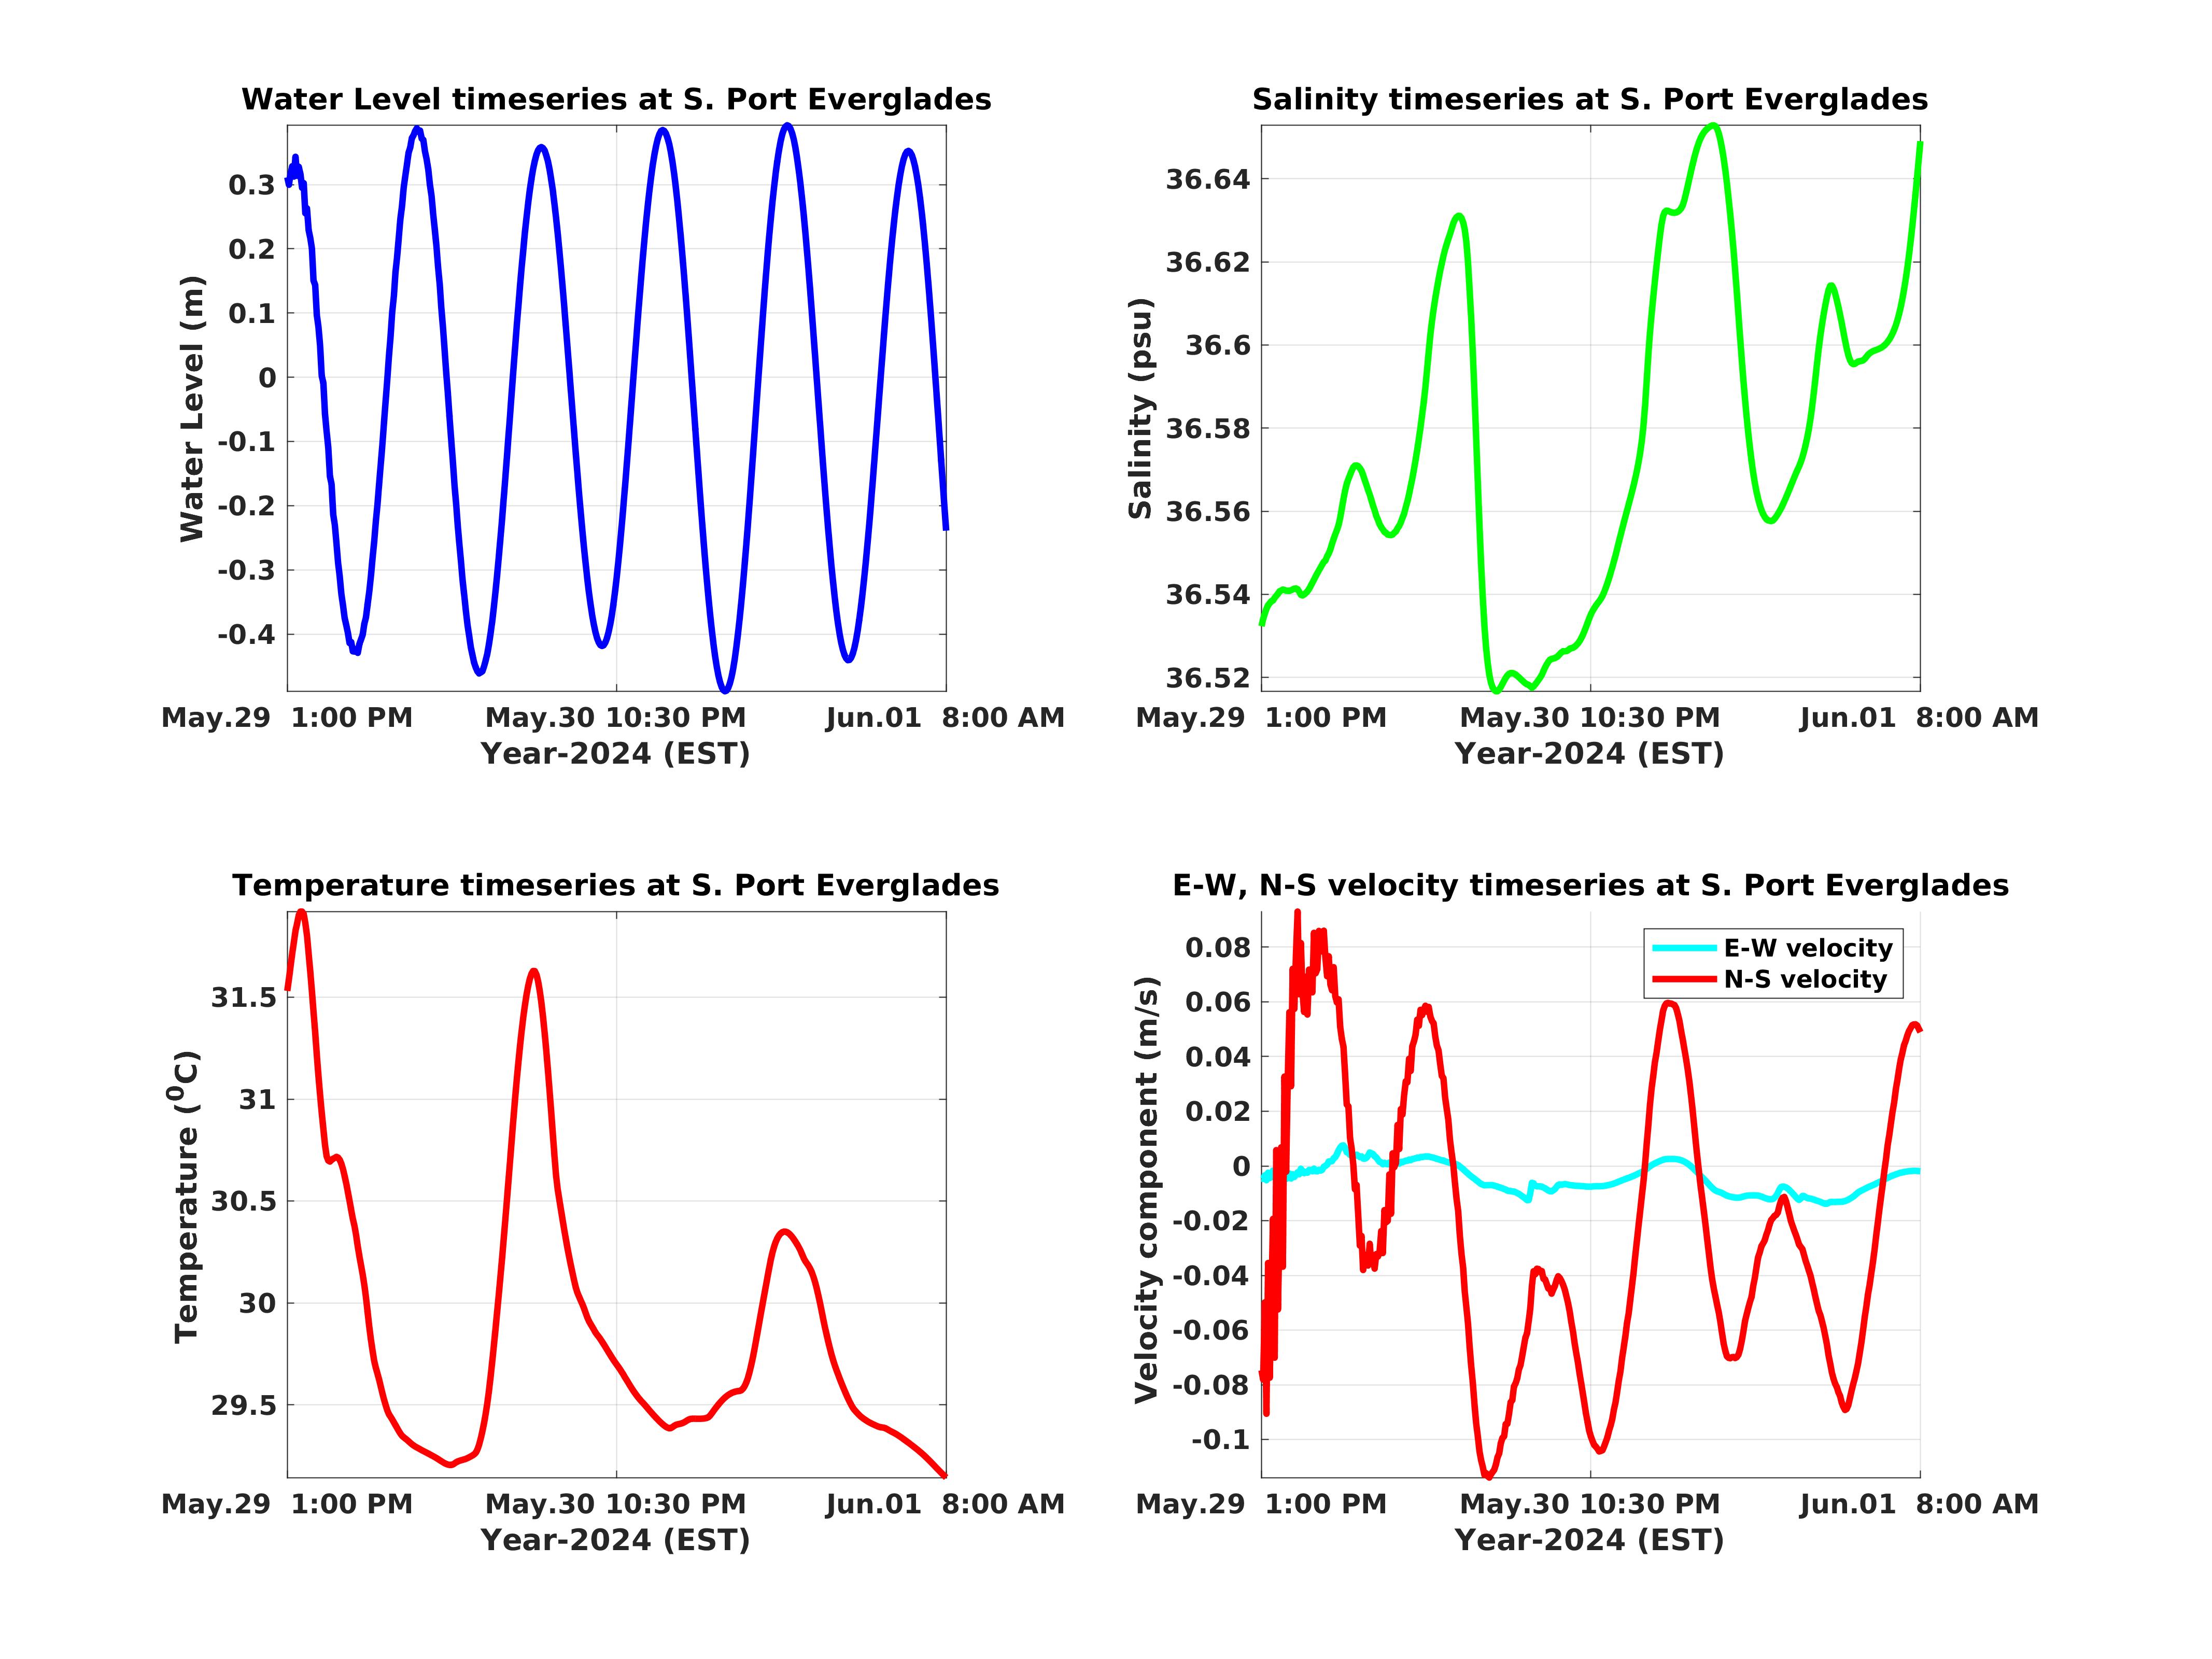 Water Level timeseries at S. Port Everglades
Water Level (m)
0.3
0.2
0.1
0
-0.1
-0.2
-0.3
-0.4
May.29 1:00 PM May.30 10:30 PM Jun.01 8:00 AM
Year-2024 (EST)
Salinity timeseries at S. Port Everglades
Salinity (psu)
36.64
36.62
36.6
36.58
36.56
36.54
36.52
May.29 1:00 PM May.30 10:30 PM Jun.01 8:00 AM
Year-2024 (EST)
Temperature timeseries at S. Port Everglades
Temperature (⁰C)
31.5
31
30.5
30
29.5
May.29 1:00 PM May.30 10:30 PM Jun.01 8:00 AM
Year-2024 (EST)
E-W, N-S velocity timeseries at S. Port Everglades
Velocity component (m/s)
E-W velocity
N-S velocity
0.08
0.06
0.04
0.02
0
-0.02
-0.04
-0.06
-0.08
-0.1
May.29 1:00 PM May.30 10:30 PM Jun.01 8:00 AM
Year-2024 (EST)